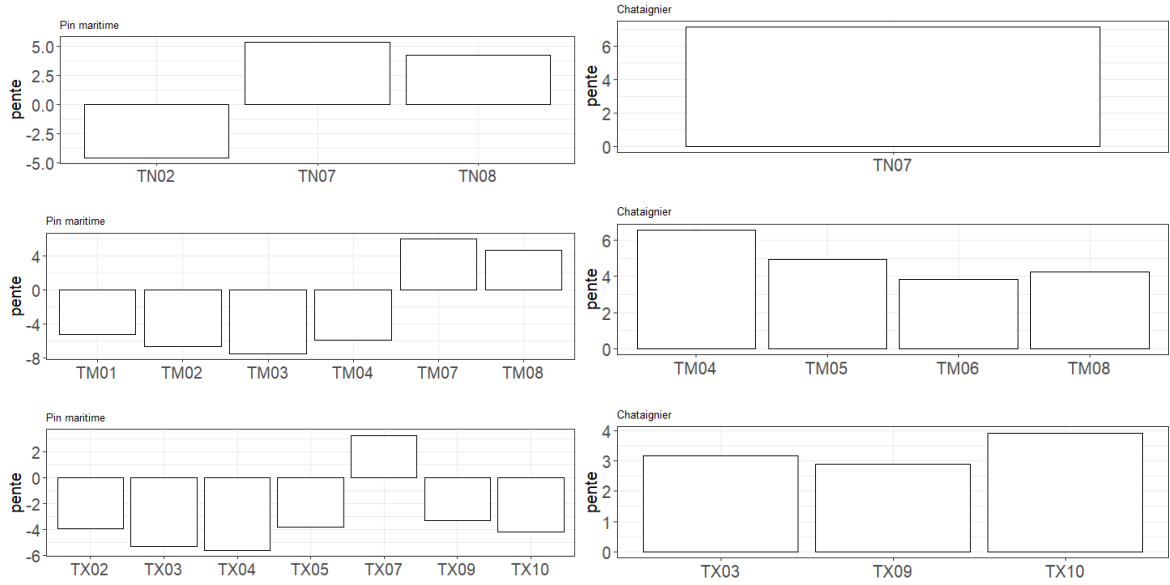 Pin maritime
pente
5.0
2.5
0.0
-2.5
-5.0
TN02 TN07 TN08
Chataignier
pente
6
4
2
0
TN07
Pin maritime
pente
4
0
-4
-8
TM01 TM02 TM03 TM04 TM07 TM08
Chataignier
pente
6
4
2
0
TM04 TM05 TM06 TM08
Pin maritime
pente
2
0
-2
-4
-6
TX02 TX03 TX04 TX05 TX07 TX09 TX10
Chataignier
pente
4
3
2
1
0
TX03 TX09 TX10